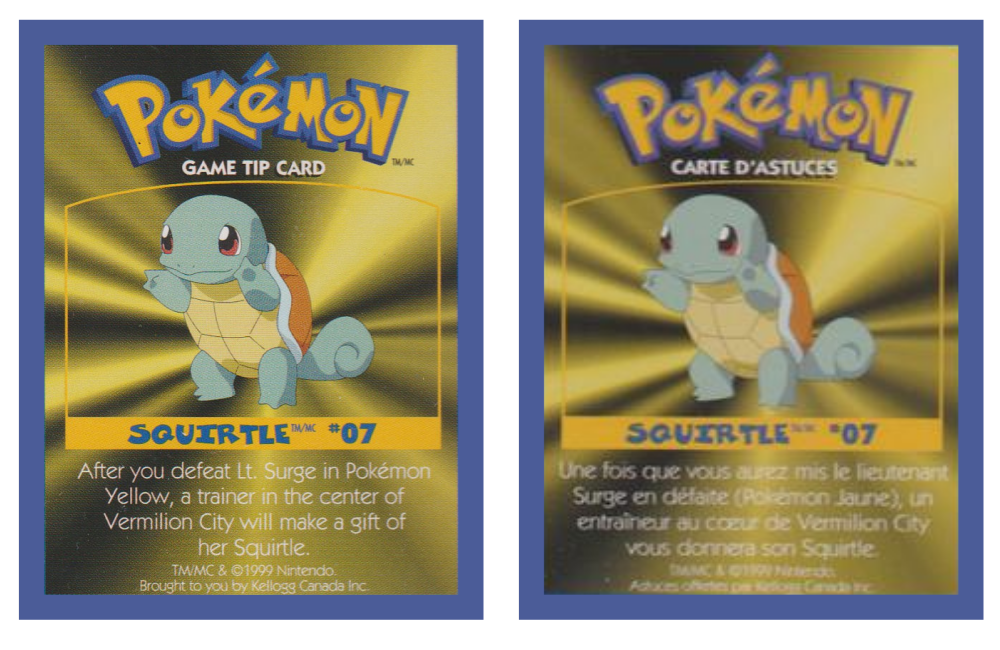 POKéMON
TM/MC
GAME TIP CARD
SQUIRTLE TM/MC #07
After you defeat Lt. Surge in Pokémon
Yellow, a trainer in the center of
Vermilion City will make a gift of
her Squirtle.
TM/MC & ©1999 Nintendo.
Brought to you by Kellogg Canada Inc.
POKéMON
TM/MC
CARTE D'ASTUCES
SQUIRTLE TM/MC #07
Une fois que vous aurez mis le lieutenant
Surge en défaite (Pokémon Jaune), un
entraîneur au cœur de Vermilion City
vous donnera son Squirtle.
TM/MC & ©1999 Nintendo.
Astuces offertes par Kellogg Canada Inc.